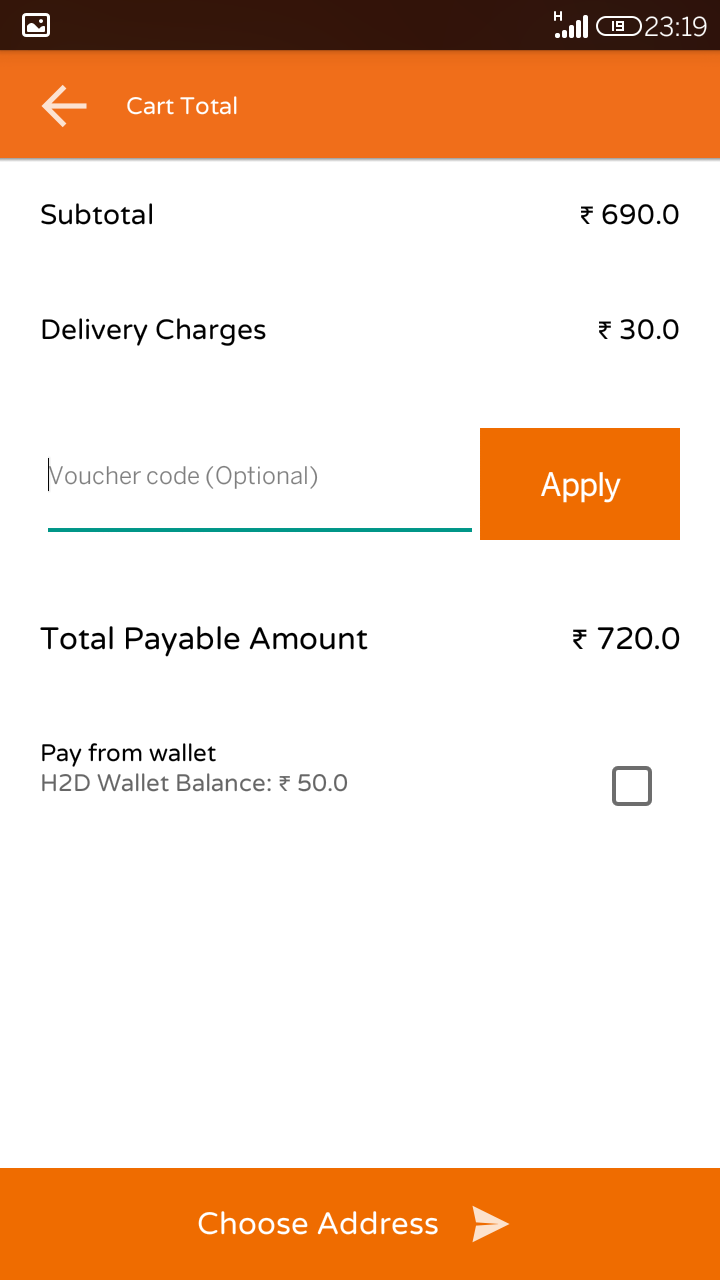 H 19 23:19
Cart Total
Subtotal ₹ 690.0
Delivery Charges ₹ 30.0
Voucher code (Optional) Apply
Total Payable Amount ₹ 720.0
Pay from wallet
H2D Wallet Balance: ₹ 50.0
Choose Address